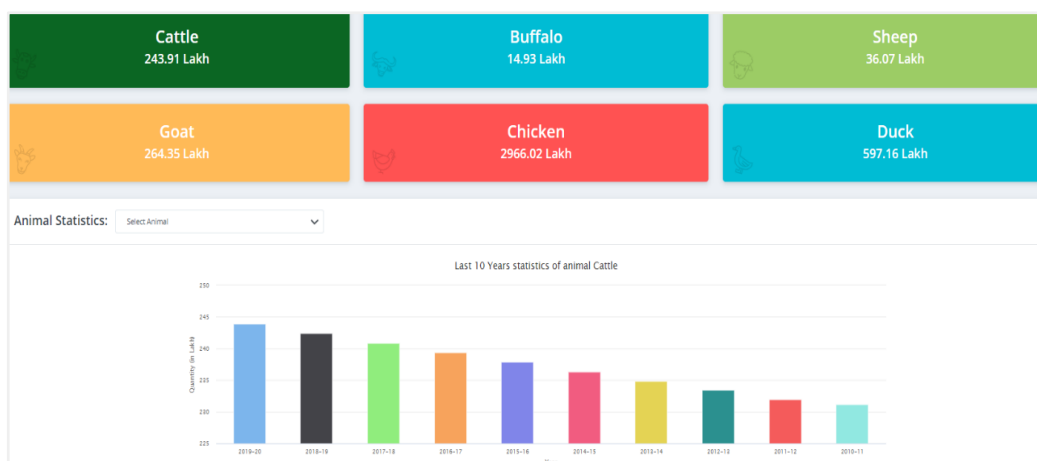 Cattle
243.91 Lakh
Buffalo
14.93 Lakh
Sheep
36.07 Lakh
Goat
264.35 Lakh
Chicken
2966.02 Lakh
Duck
597.16 Lakh
Animal Statistics:
Select Animal
Last 10 Years statistics of animal Cattle
Quantity (in Lakh)
250
245
240
235
230
225
2019-20
2018-19
2017-18
2016-17
2015-16
2014-15
2013-14
2012-13
2011-12
2010-11